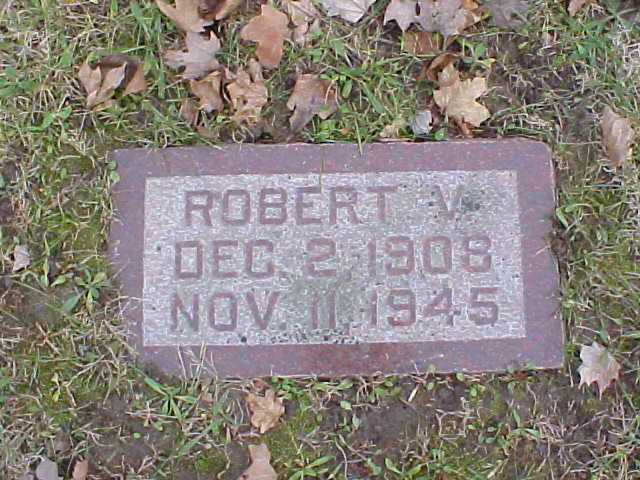 ROBERT V.
DEC. 2. 1908
NOV. 11. 1945